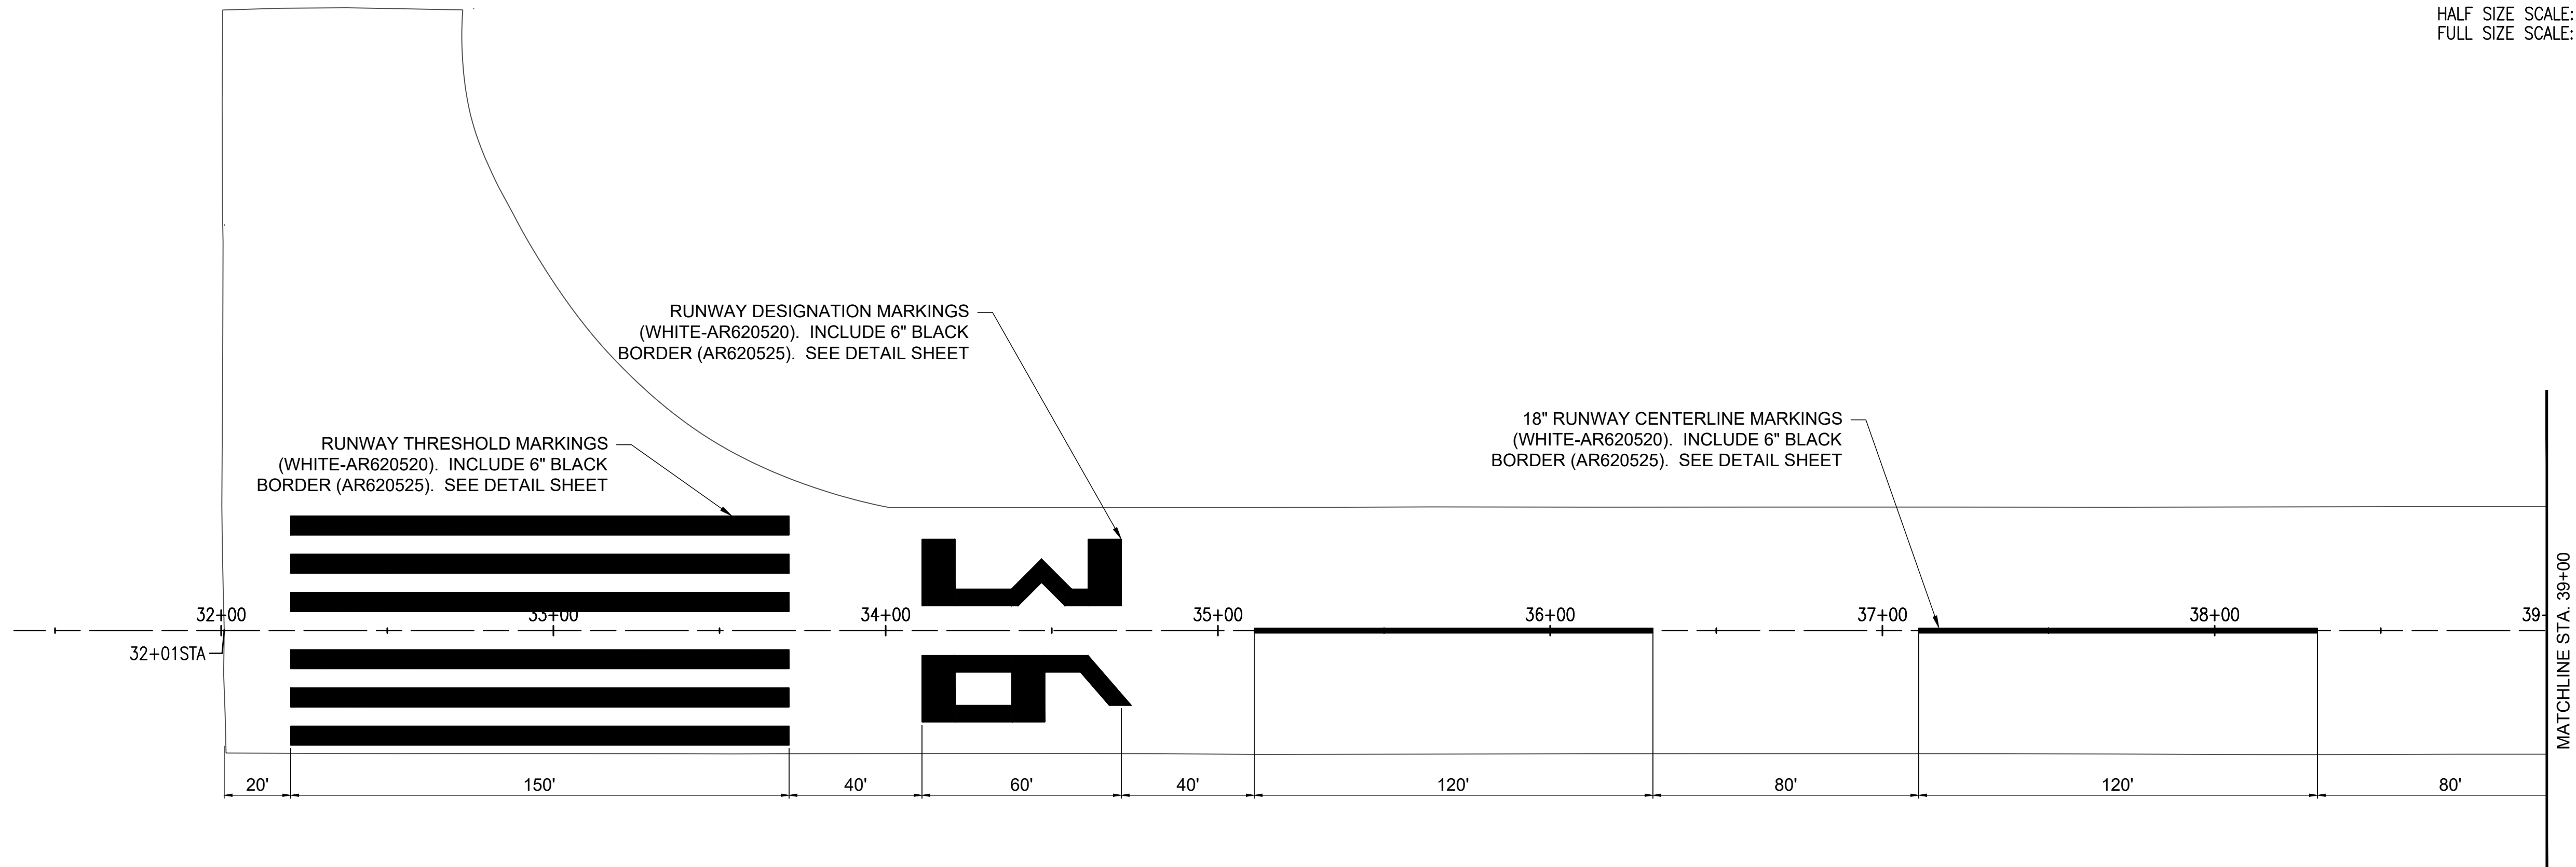 HALF SIZE SCALE:
FULL SIZE SCALE:
RUNWAY DESIGNATION MARKINGS
(WHITE-AR620520). INCLUDE 6" BLACK
BORDER (AR620525). SEE DETAIL SHEET
18" RUNWAY CENTERLINE MARKINGS
(WHITE-AR620520). INCLUDE 6" BLACK
BORDER (AR620525). SEE DETAIL SHEET
RUNWAY THRESHOLD MARKINGS
(WHITE-AR620520). INCLUDE 6" BLACK
BORDER (AR620525). SEE DETAIL SHEET
32+00 33+00 34+00 35+00 36+00 37+00 38+00 39
32+01STA
36
MATCHLINE STA. 39+00
20' 150' 40' 60' 40' 120' 80' 120' 80'